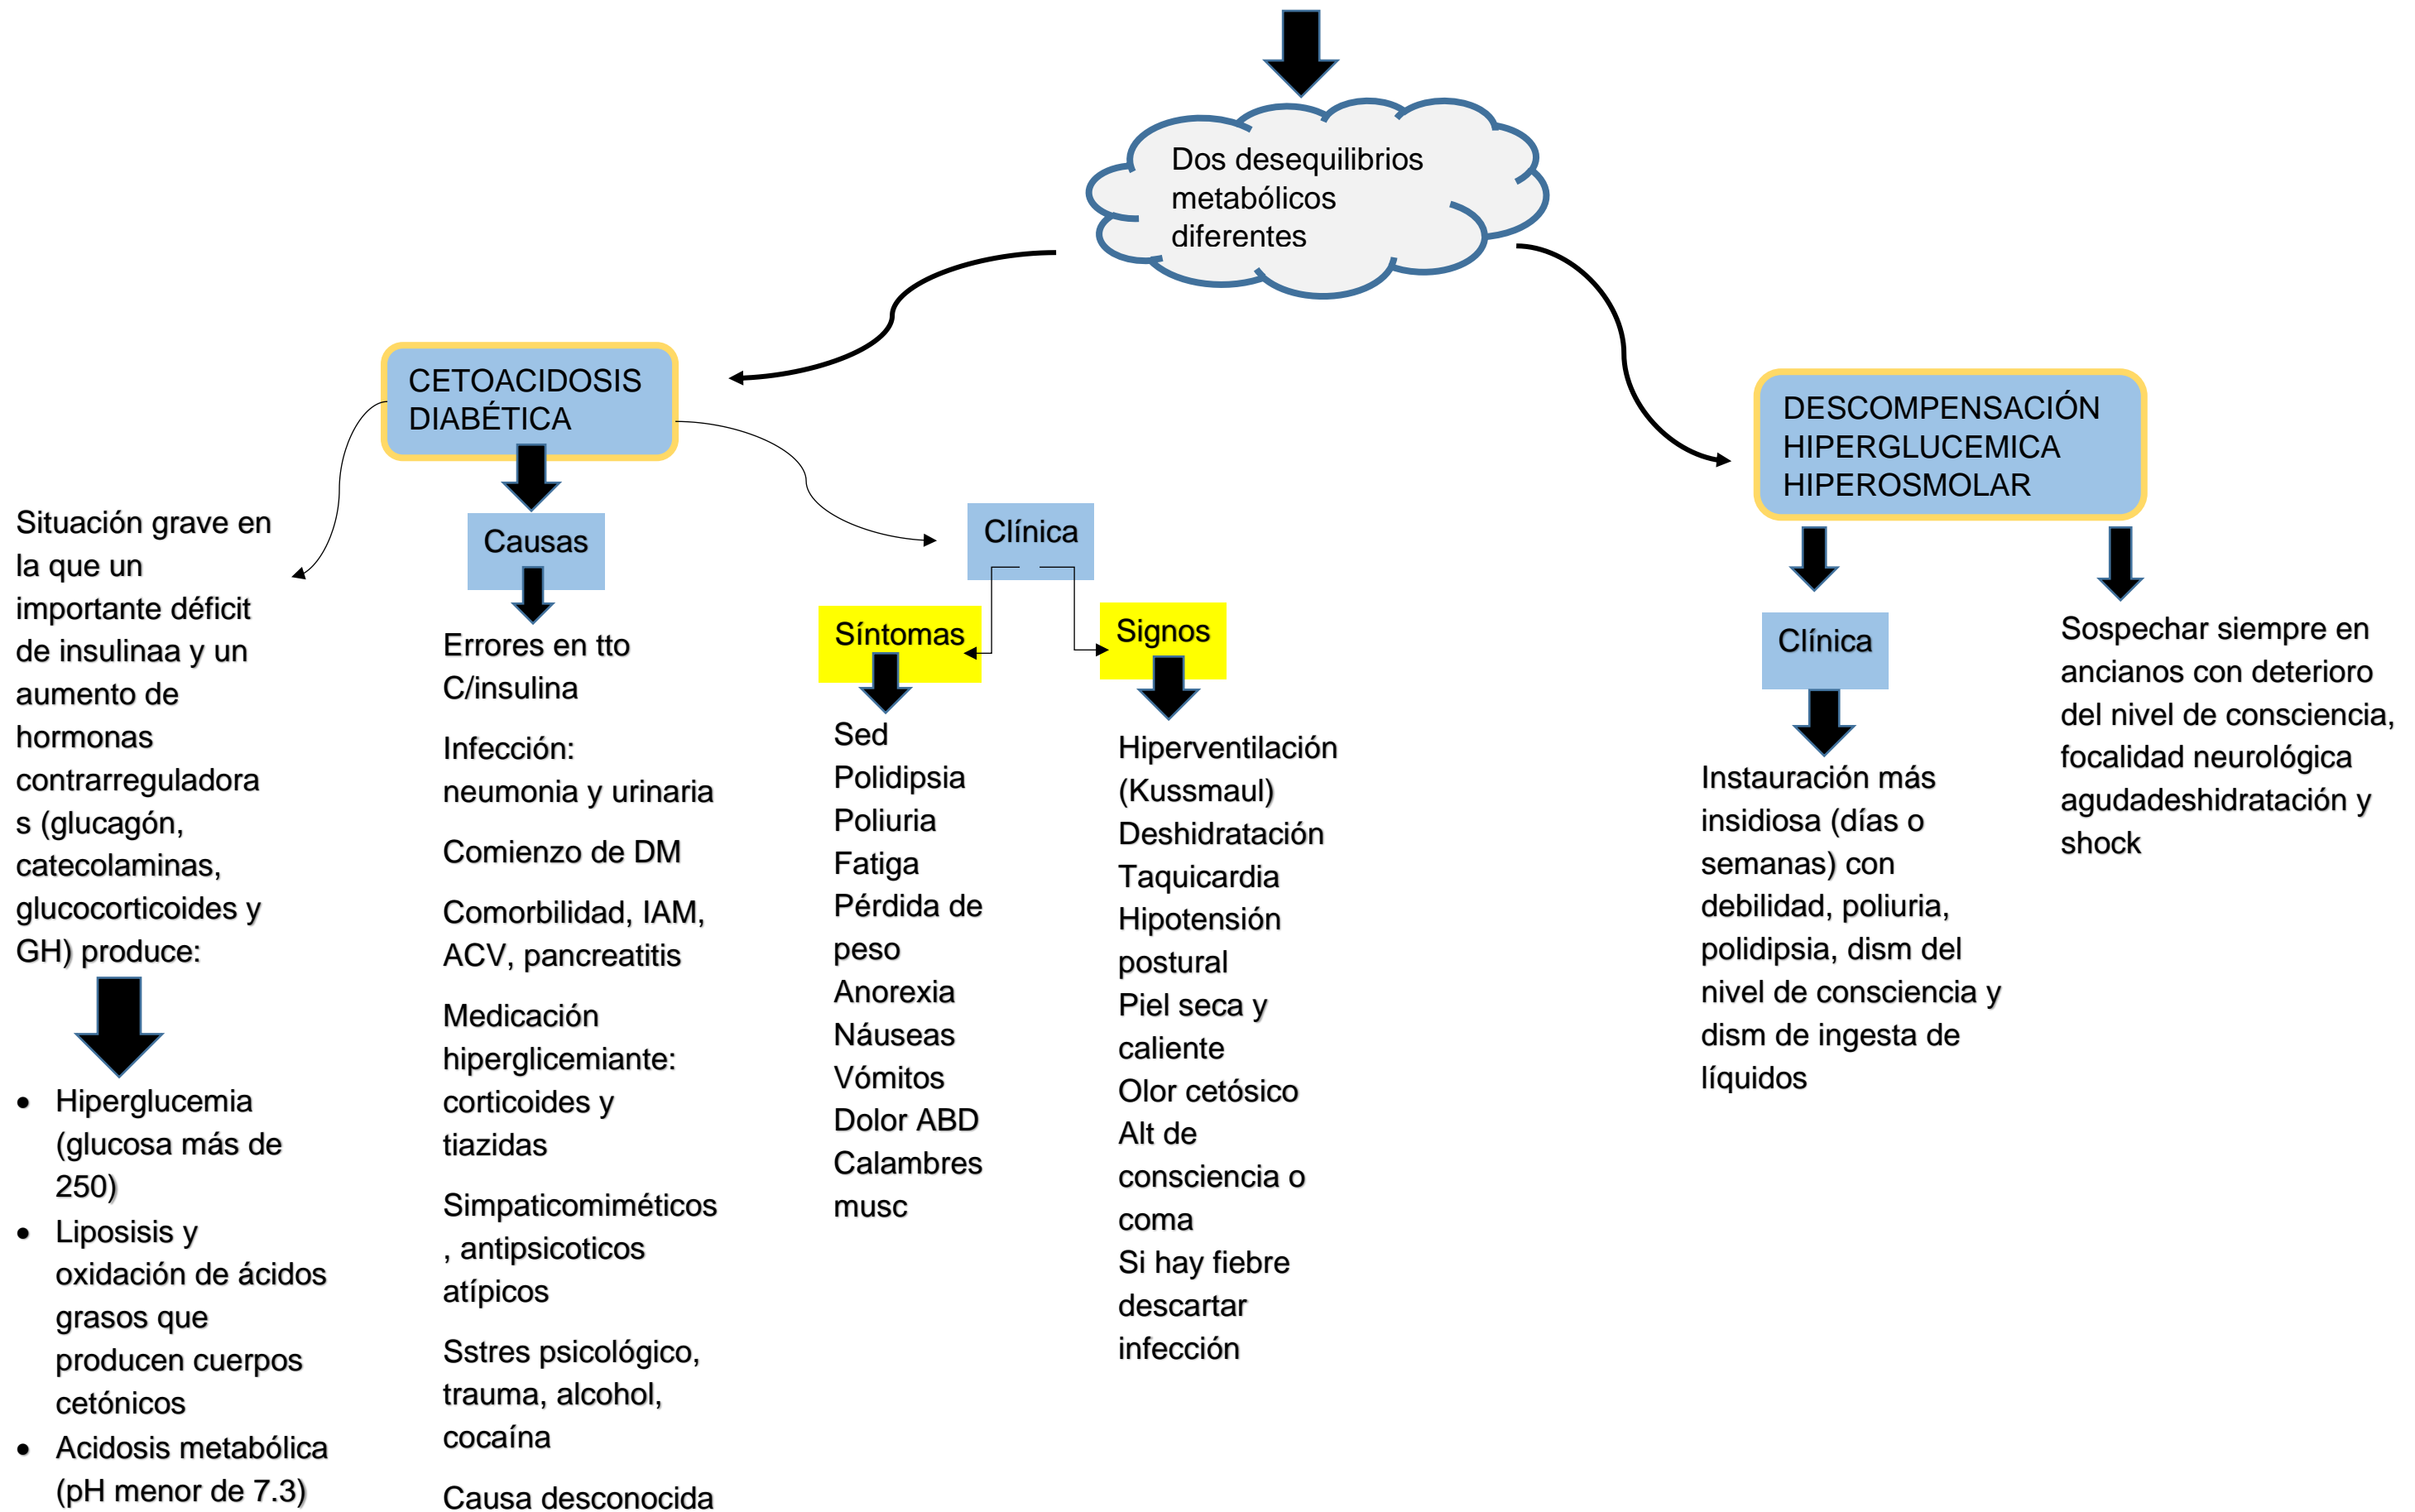 Dos desequilibrios
metabólicos
diferentes
CETOACIDOSIS
DIABÉTICA
Situación grave en
la que un
importante déficit
de insulinaa y un
aumento de
hormonas
contrarreguladora
s (glucagón,
catecolaminas,
glucocorticoides y
GH) produce:
• Hiperglucemia
(glucosa más de
250)
• Liposisis y
oxidación de ácidos
grasos que
producen cuerpos
cetónicos
• Acidosis metabólica
(pH menor de 7.3)
Causas
Errores en tto
C/insulina
Infección:
neumonia y urinaria
Comienzo de DM
Comorbilidad, IAM,
ACV, pancreatitis
Medicación
hiperglicemiante:
corticoides y
tiazidas
Simpaticomiméticos
, antipsicoticos
atípicos
Sstres psicológico,
trauma, alcohol,
cocaína
Causa desconocida
Clínica
Síntomas
Sed
Polidipsia
Poliuria
Fatiga
Pérdida de
peso
Anorexia
Náuseas
Vómitos
Dolor ABD
Calambres
musc
Signos
Hiperventilación
(Kussmaul)
Deshidratación
Taquicardia
Hipotensión
postural
Piel seca y
caliente
Olor cetósico
Alt de
consciencia o
coma
Si hay fiebre
descartar
infección
DESCOMPENSACIÓN
HIPERGLUCEMICA
HIPEROSMOLAR
Clínica
Instauración más
insidiosa (días o
semanas) con
debilidad, poliuria,
polidipsia, dism del
nivel de consciencia y
dism de ingesta de
líquidos
Sospechar siempre en
ancianos con deterioro
del nivel de consciencia,
focalidad neurológica
agudadeshidratación y
shock